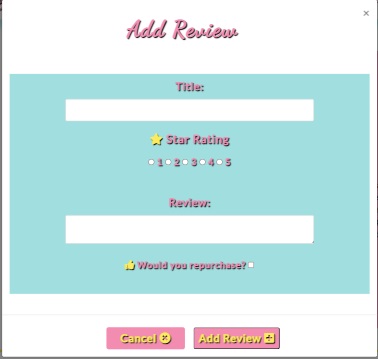 ×
Add Review
Title:
⭐ Star Rating
1 2 3 4 5
Review:
👍 Would you repurchase?
Cancel
Add Review